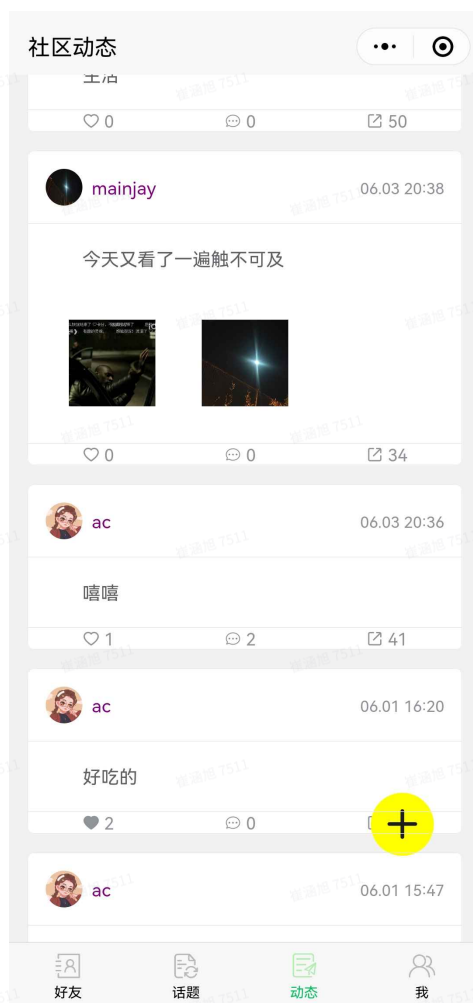 社区动态
生活
0 0 50
mainjay 06.03 20:38
今天又看了一遍触不可及
0 0 34
ac 06.03 20:36
嘻嘻
1 2 41
ac 06.01 16:20
好吃的
2 0
ac 06.01 15:47
好友 话题 动态 我